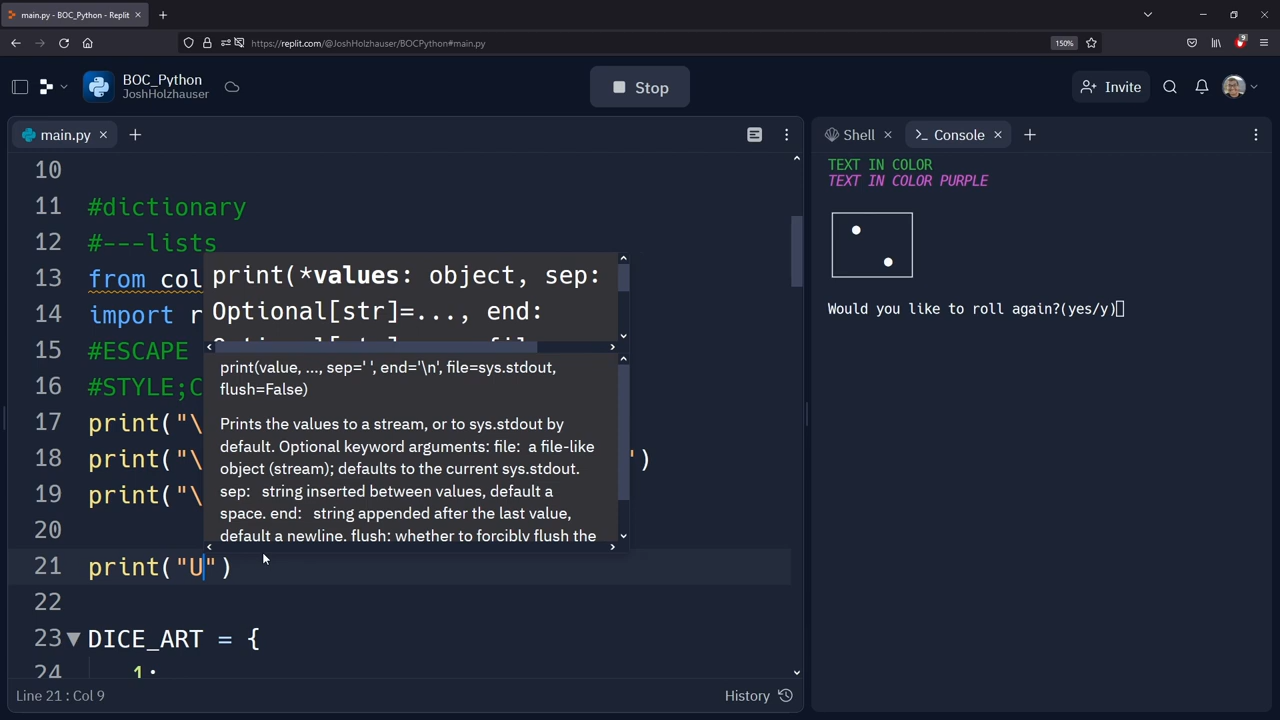 main.py - BOC_Python - Replit
https://replit.com/@JoshHolzhauser/BOCPython#main.py
150%
9
BOC_Python
JoshHolzhauser
Stop
Invite
main.py
Shell
Console
10
11 #dictionary
12 #---lists
13 from col
14 import r
15 #ESCAPE
16 #STYLE;C
17 print("\
18 print("\ ")
19 print("\
20
21 print("U")
22
23 DICE_ART = {
24 1:
print(*values: object, sep:
Optional[str]=..., end:
print(value, ..., sep=' ', end='\n', file=sys.stdout,
flush=False)
Prints the values to a stream, or to sys.stdout by
default. Optional keyword arguments: file: a file-like
object (stream); defaults to the current sys.stdout.
sep: string inserted between values, default a
space. end: string appended after the last value,
default a newline. flush: whether to forcibly flush the
Line 21 : Col 9
History
TEXT IN COLOR
TEXT IN COLOR PURPLE
Would you like to roll again?(yes/y)